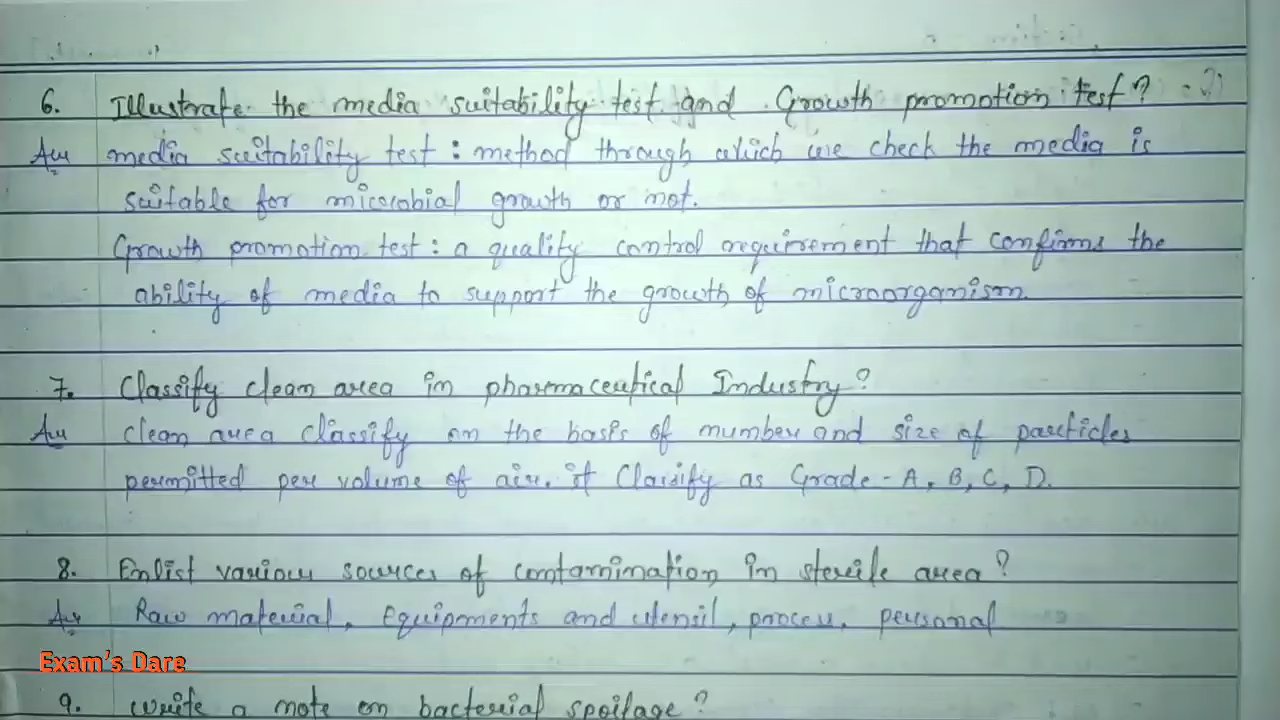 6. Illustrate the media suitability test and Growth promotion test?
Ans media suitability test : method through which we check the media is
suitable for microbial growth or not.
Growth promotion test : a quality control requirement that confirms the
ability of media to support the growth of microorganism.
7. Classify clean area in pharmaceutical Industry?
Ans clean area classify on the basis of number and size of particles
permitted per volume of air. it Classify as Grade - A, B, C, D.
8. Enlist various sources of contamination in sterile area?
Ans Raw material, Equipments and utensil, process, personal
Exam's Dare
9. Write a note on bacterial spoilage?